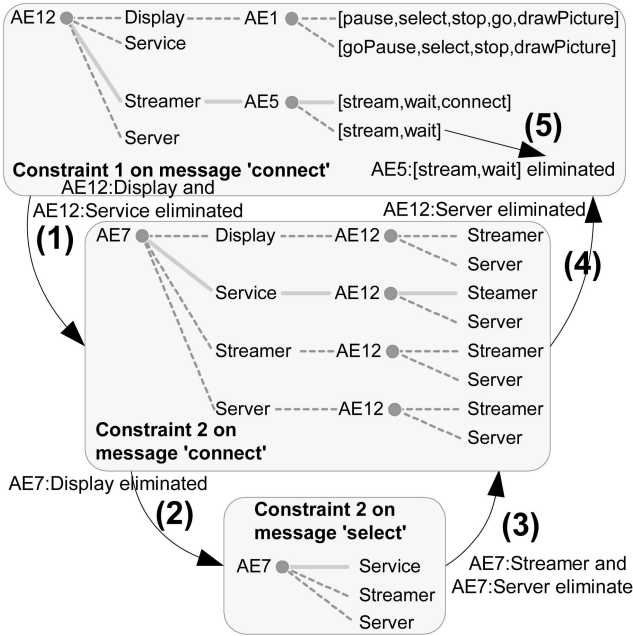 AE12 Display AE1 [pause,select,stop,go,drawPicture]
Service [goPause,select,stop,drawPicture]
Streamer AE5 [stream,wait,connect]
[stream,wait] (5)
Server
Constraint 1 on message 'connect' AE5:[stream,wait] eliminated
AE12:Display and
AE12:Service eliminated AE12:Server eliminated
(1)
AE7 Display AE12 Streamer
Server
(4)
Service AE12 Steamer
Server
Streamer AE12 Streamer
Server
Server AE12 Streamer
Server
Constraint 2 on
message 'connect'
AE7:Display eliminated
(2)
Constraint 2 on
message 'select'
(3)
AE7 Service
Streamer
Server
AE7:Streamer and
AE7:Server eliminate